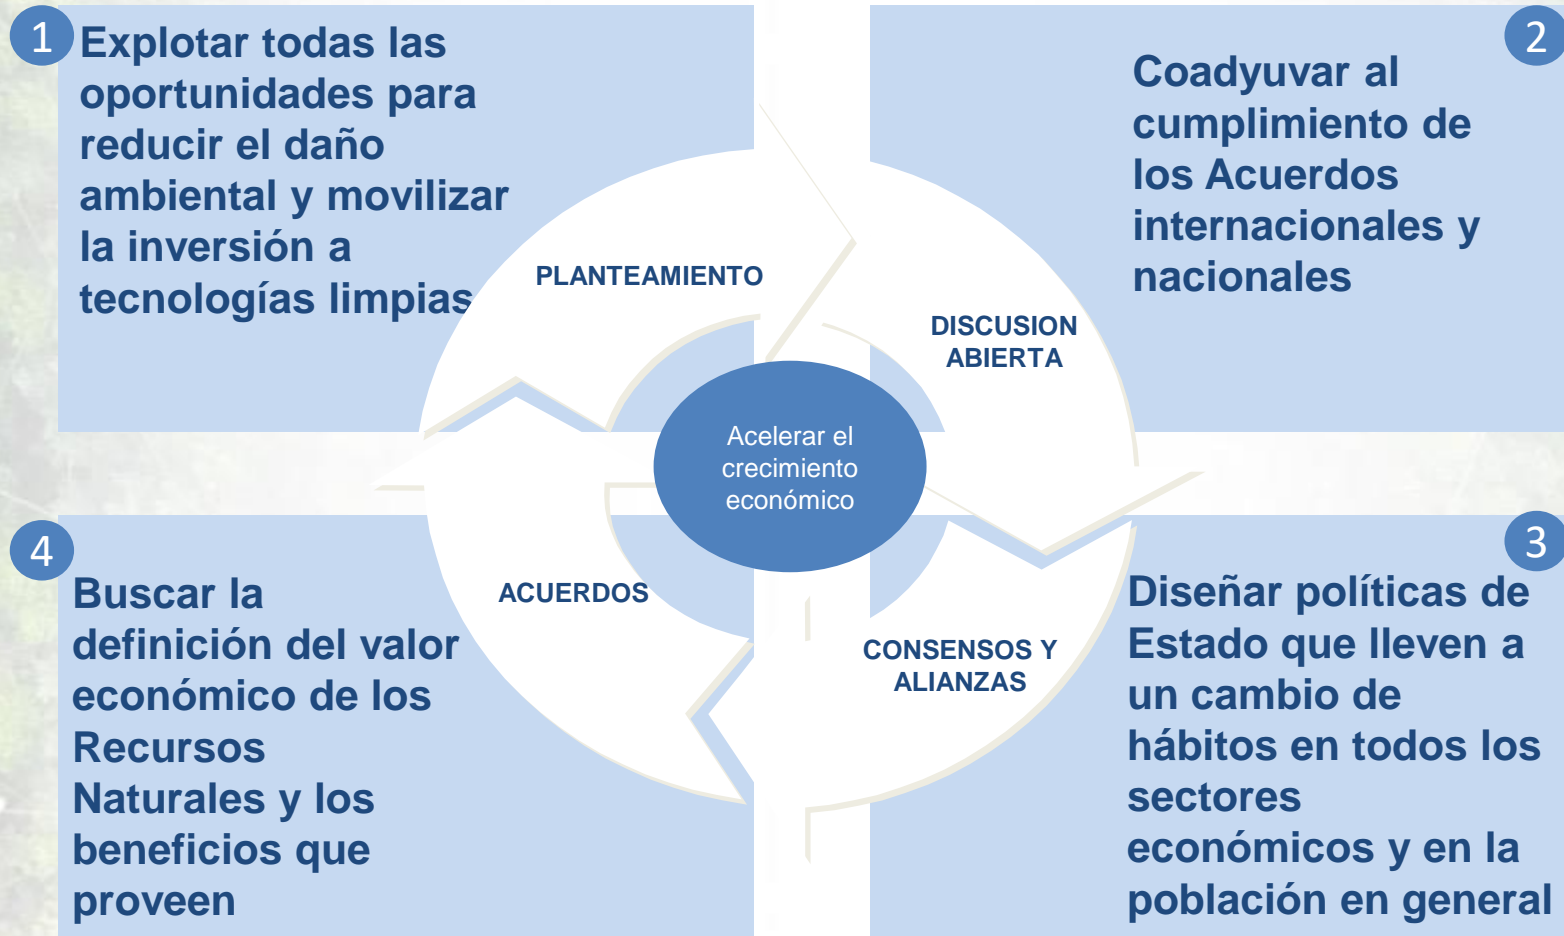 1
Explotar todas las
oportunidades para
reducir el daño
ambiental y movilizar
la inversión a
tecnologías limpias
2
Coadyuvar al
cumplimiento de
los Acuerdos
internacionales y
nacionales
PLANTEAMIENTO
DISCUSION
ABIERTA
Acelerar el
crecimiento
económico
4
Buscar la
definición del valor
económico de los
Recursos
Naturales y los
beneficios que
proveen
ACUERDOS
CONSENSOS Y
ALIANZAS
3
Diseñar políticas de
Estado que lleven a
un cambio de
hábitos en todos los
sectores
económicos y en la
población en general